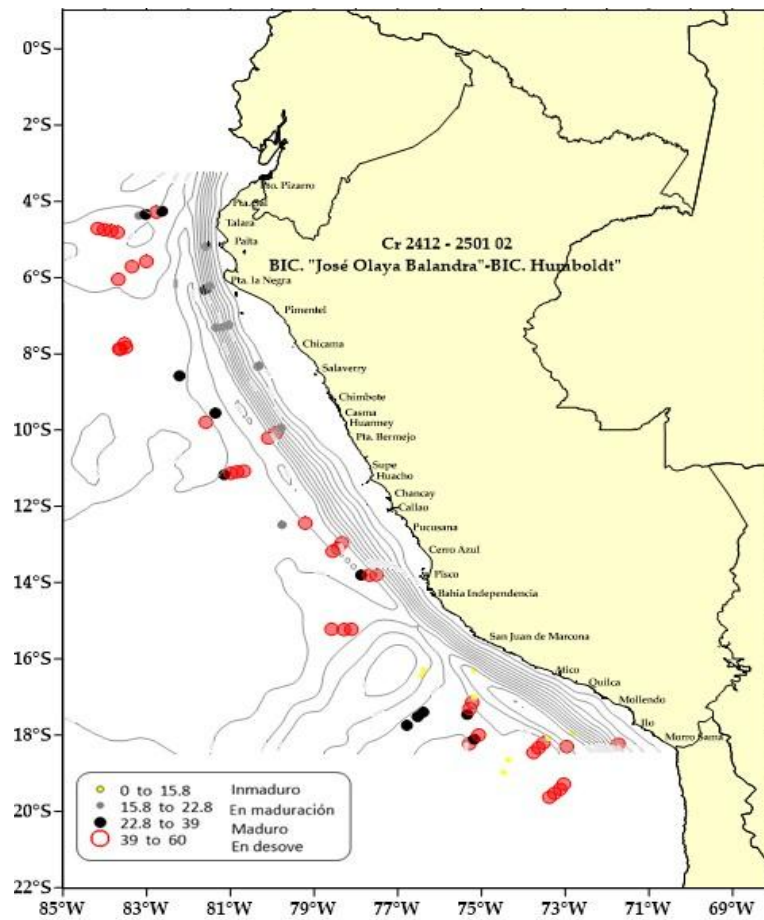 0°S
2°S
4°S
6°S
8°S
10°S
12°S
14°S
16°S
18°S
20°S
22°S
Pto. Pizarro
Talara
Paita
Pta. la Negra
Pimentel
Chicama
Salaverry
Chimbote
Casma
Huarmey
Pta. Bermejo
Supe
Huacho
Chancay
Callao
Pucusana
Cerro Azul
Pisco
Bahia Independencia
San Juan de Marcona
Atico
Quilca
Mollendo
Ilo
Morro Sama
Cr 2412 - 2501 02
BIC. "José Olaya Balandra"-BIC. Humboldt"
0 to 15.8 Inmaduro
15.8 to 22.8 En maduración
22.8 to 39 Maduro
39 to 60 En desove
85°W 83°W 81°W 79°W 77°W 75°W 73°W 71°W 69°W